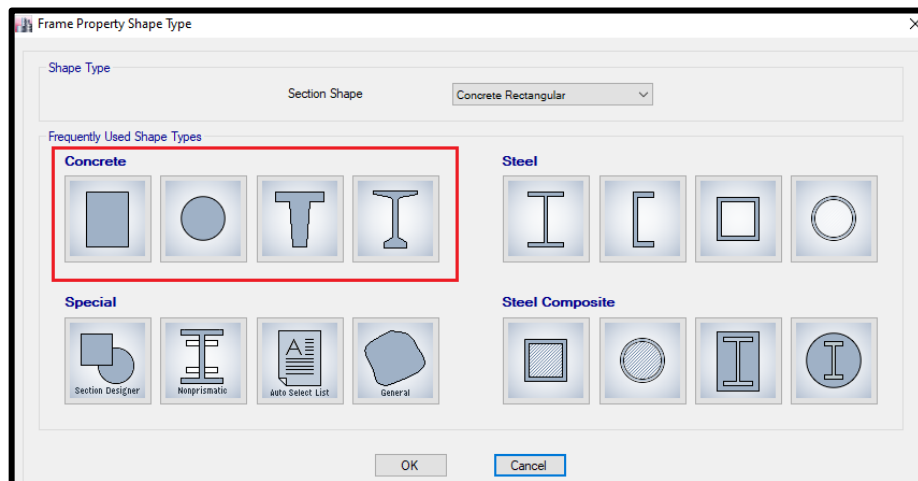 Frame Property Shape Type
Shape Type
Section Shape
Concrete Rectangular
Frequently Used Shape Types
Concrete
Steel
Special
Steel Composite
Section Designer
Nonprismatic
Auto Select List
General
OK
Cancel